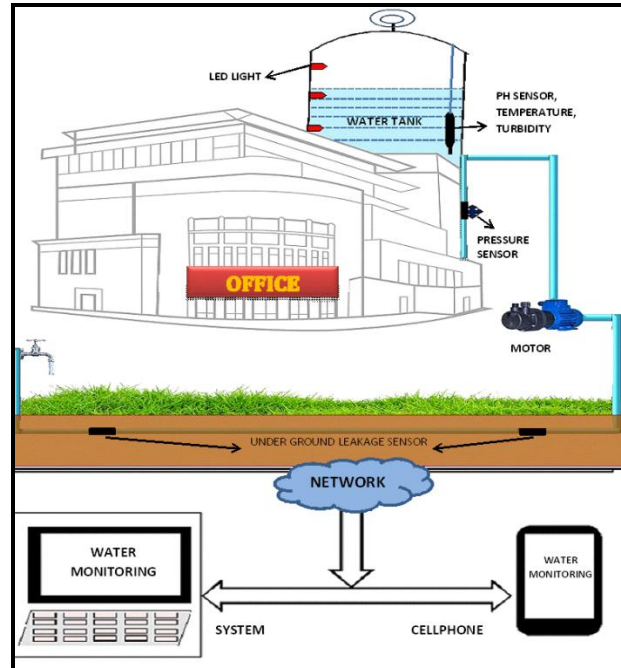 LED LIGHT
WATER TANK
PH SENSOR,
TEMPERATURE,
TURBIDITY
PRESSURE
SENSOR
OFFICE
MOTOR
UNDER GROUND LEAKAGE SENSOR
NETWORK
WATER
MONITORING
WATER
MONITORING
SYSTEM
CELLPHONE